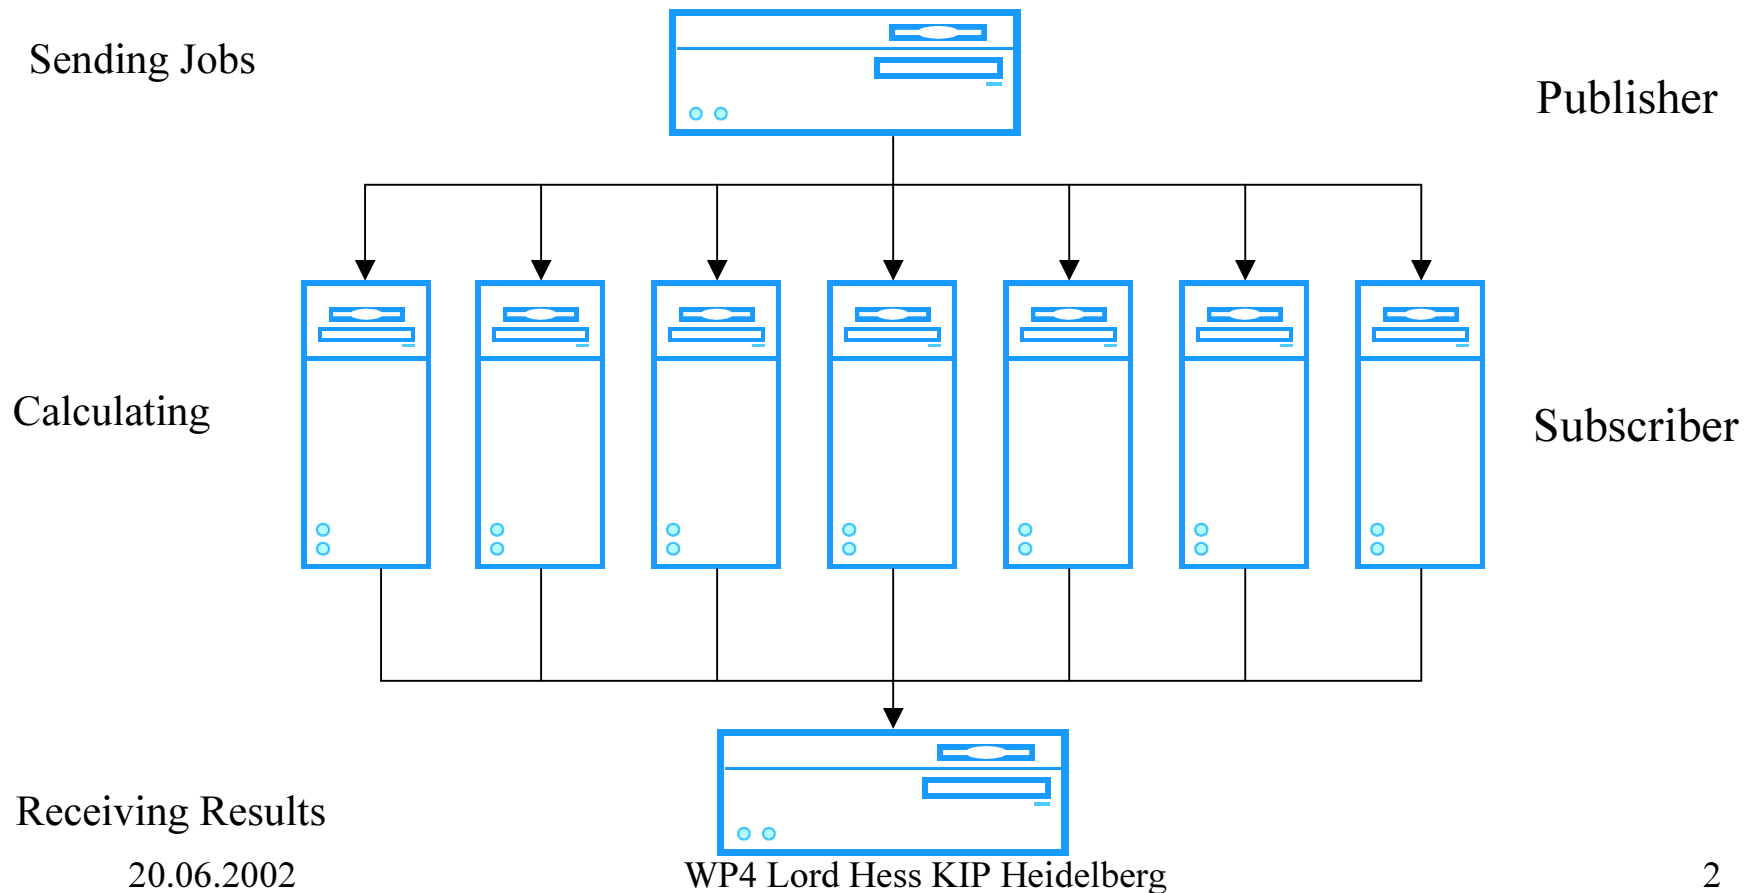 Sending Jobs
Publisher
Calculating
Subscriber
Receiving Results
20.06.2002
WP4 Lord Hess KIP Heidelberg
2